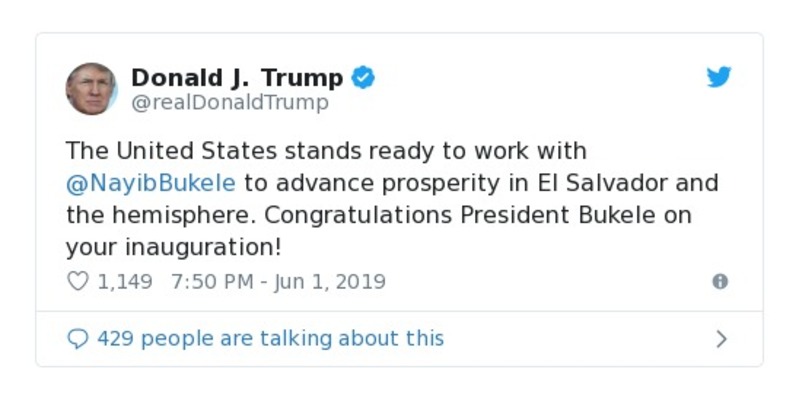 Donald J. Trump
@realDonaldTrump
The United States stands ready to work with
@NayibBukele to advance prosperity in El Salvador and
the hemisphere. Congratulations President Bukele on
your inauguration!
1,149 7:50 PM - Jun 1, 2019
429 people are talking about this